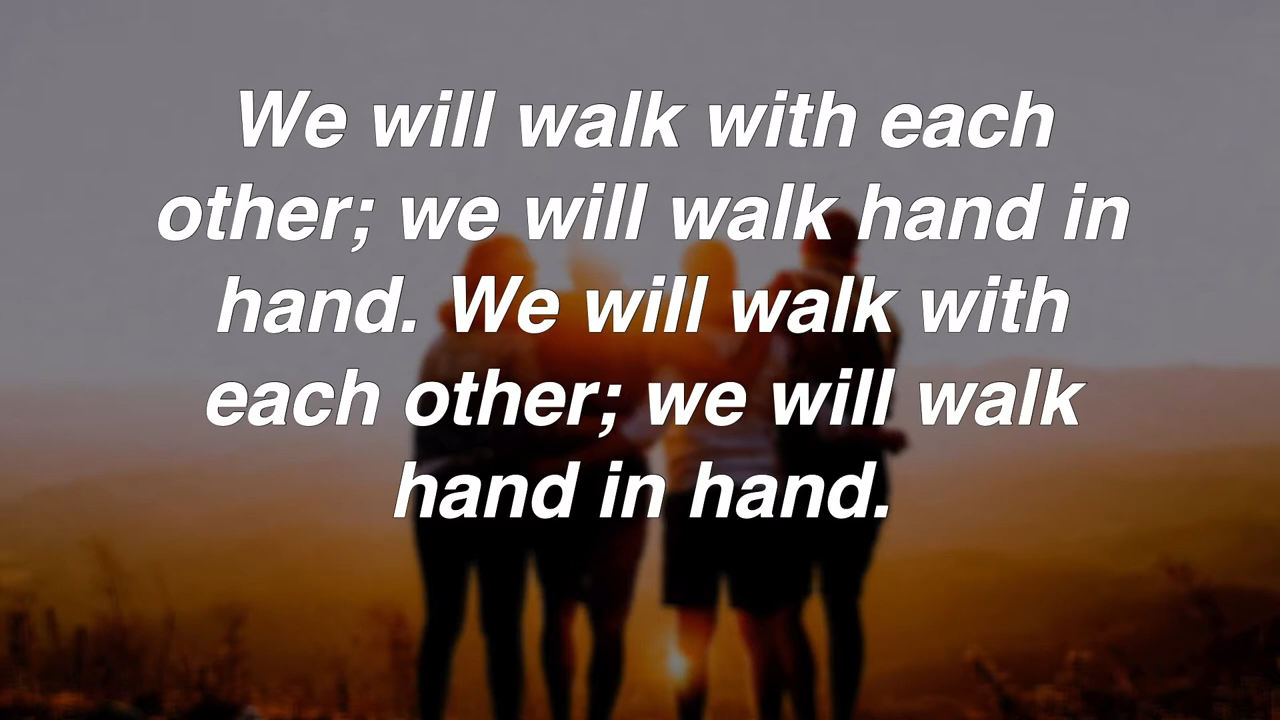 We will walk with each
other; we will walk hand in
hand. We will walk with
each other; we will walk
hand in hand.